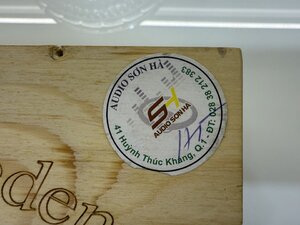 AUDIO SƠN HÀ
ĐT: 028 38 212 383
AUDIO SƠN HÀ
41 Huỳnh Thúc Kháng, Q.1 -